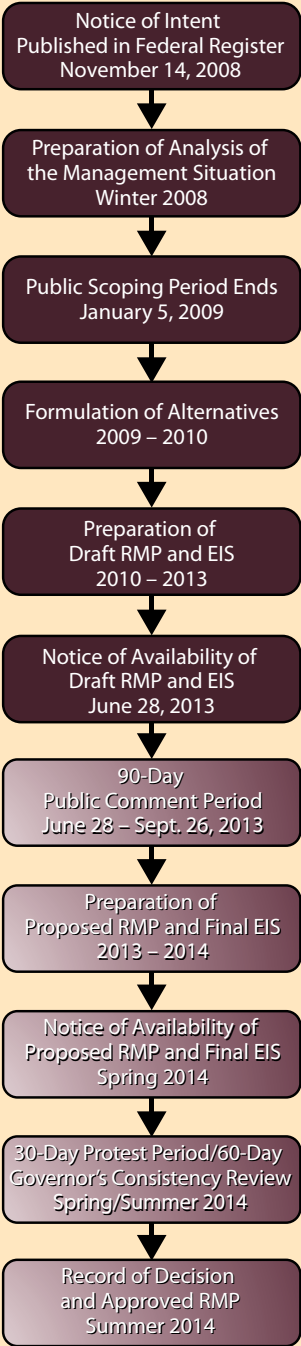 Notice of Intent
Published in Federal Register
November 14, 2008
Preparation of Analysis of
the Management Situation
Winter 2008
Public Scoping Period Ends
January 5, 2009
Formulation of Alternatives
2009 – 2010
Preparation of
Draft RMP and EIS
2010 – 2013
Notice of Availability of
Draft RMP and EIS
June 28, 2013
90-Day
Public Comment Period
June 28 – Sept. 26, 2013
Preparation of
Proposed RMP and Final EIS
2013 – 2014
Notice of Availability of
Proposed RMP and Final EIS
Spring 2014
30-Day Protest Period/60-Day
Governor's Consistency Review
Spring/Summer 2014
Record of Decision
and Approved RMP
Summer 2014